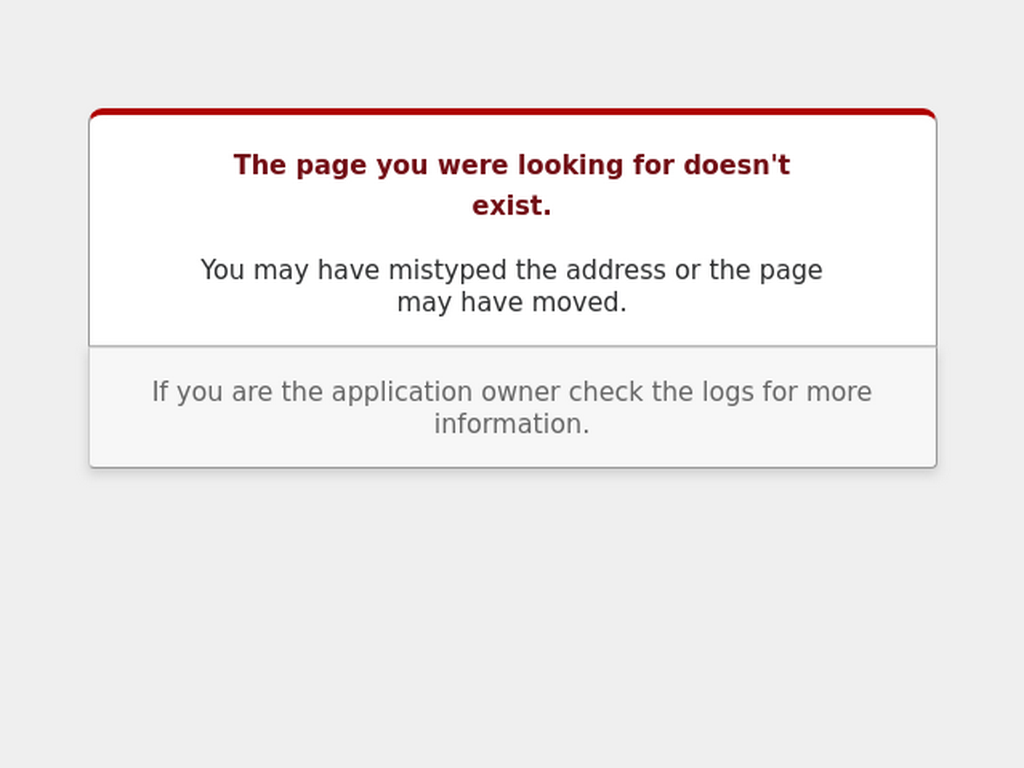 The page you were looking for doesn't
exist.
You may have mistyped the address or the page
may have moved.
If you are the application owner check the logs for more
information.